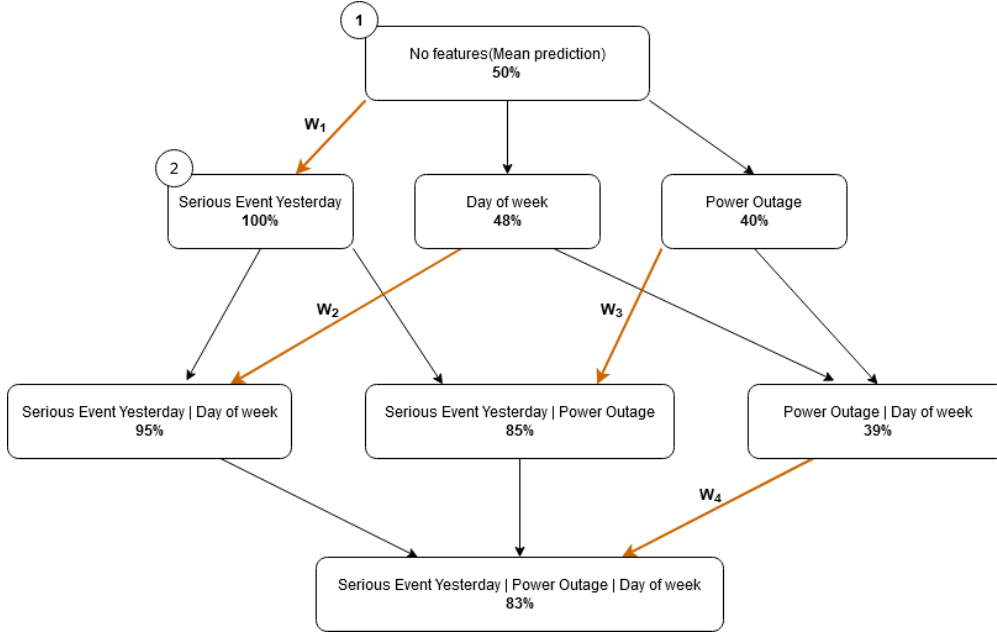 1
No features(Mean prediction)
50%
W₁
2
Serious Event Yesterday
100%
Day of week
48%
Power Outage
40%
W₂
W₃
Serious Event Yesterday | Day of week
95%
Serious Event Yesterday | Power Outage
85%
Power Outage | Day of week
39%
W₄
Serious Event Yesterday | Power Outage | Day of week
83%